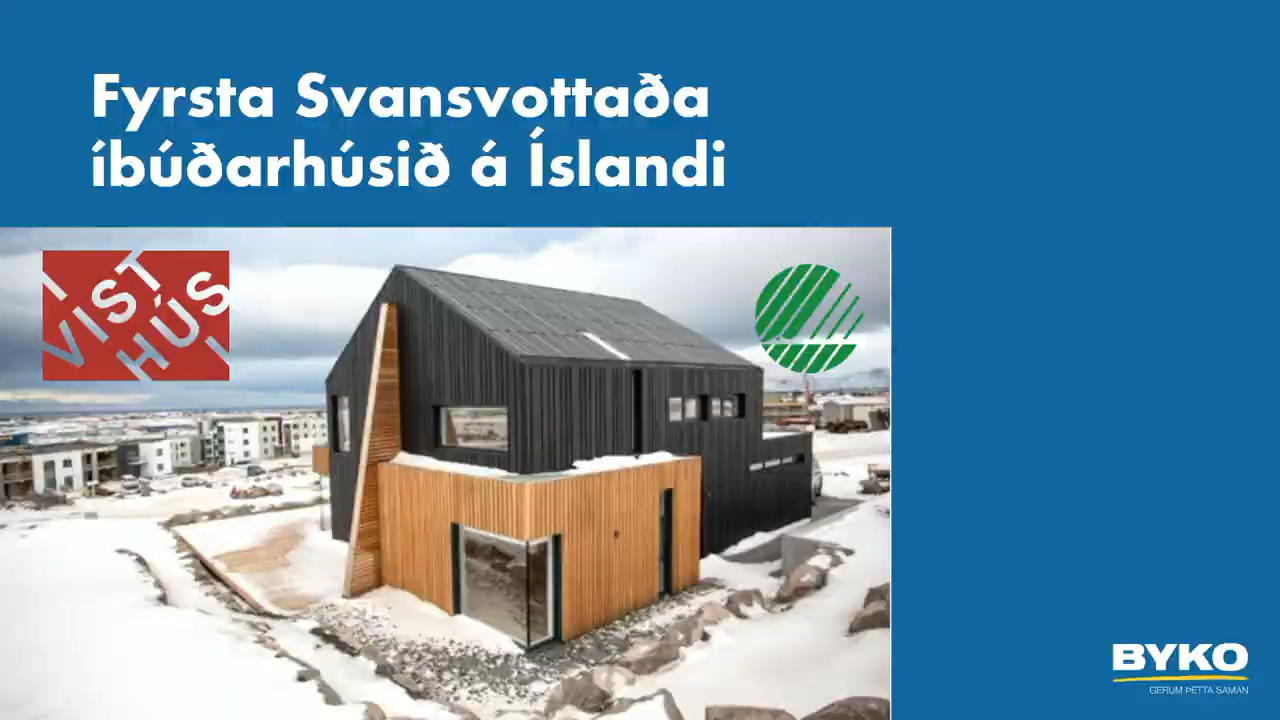 Fyrsta Svansvottaða
íbúðarhúsið á Íslandi
VIST
HÚS
BYKO
GERUM ÞETTA SAMAN